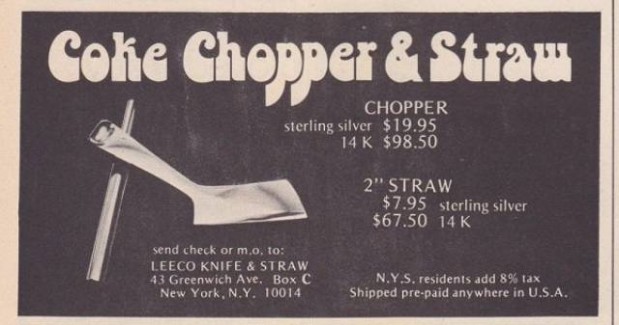 Coke Chopper & Straw
CHOPPER
sterling silver $19.95
14 K $98.50
2" STRAW
$7.95 sterling silver
$67.50 14 K
send check or m.o. to:
LEECO KNIFE & STRAW
43 Greenwich Ave. Box C
New York, N.Y. 10014
N.Y.S. residents add 8% tax
Shipped pre-paid anywhere in U.S.A.